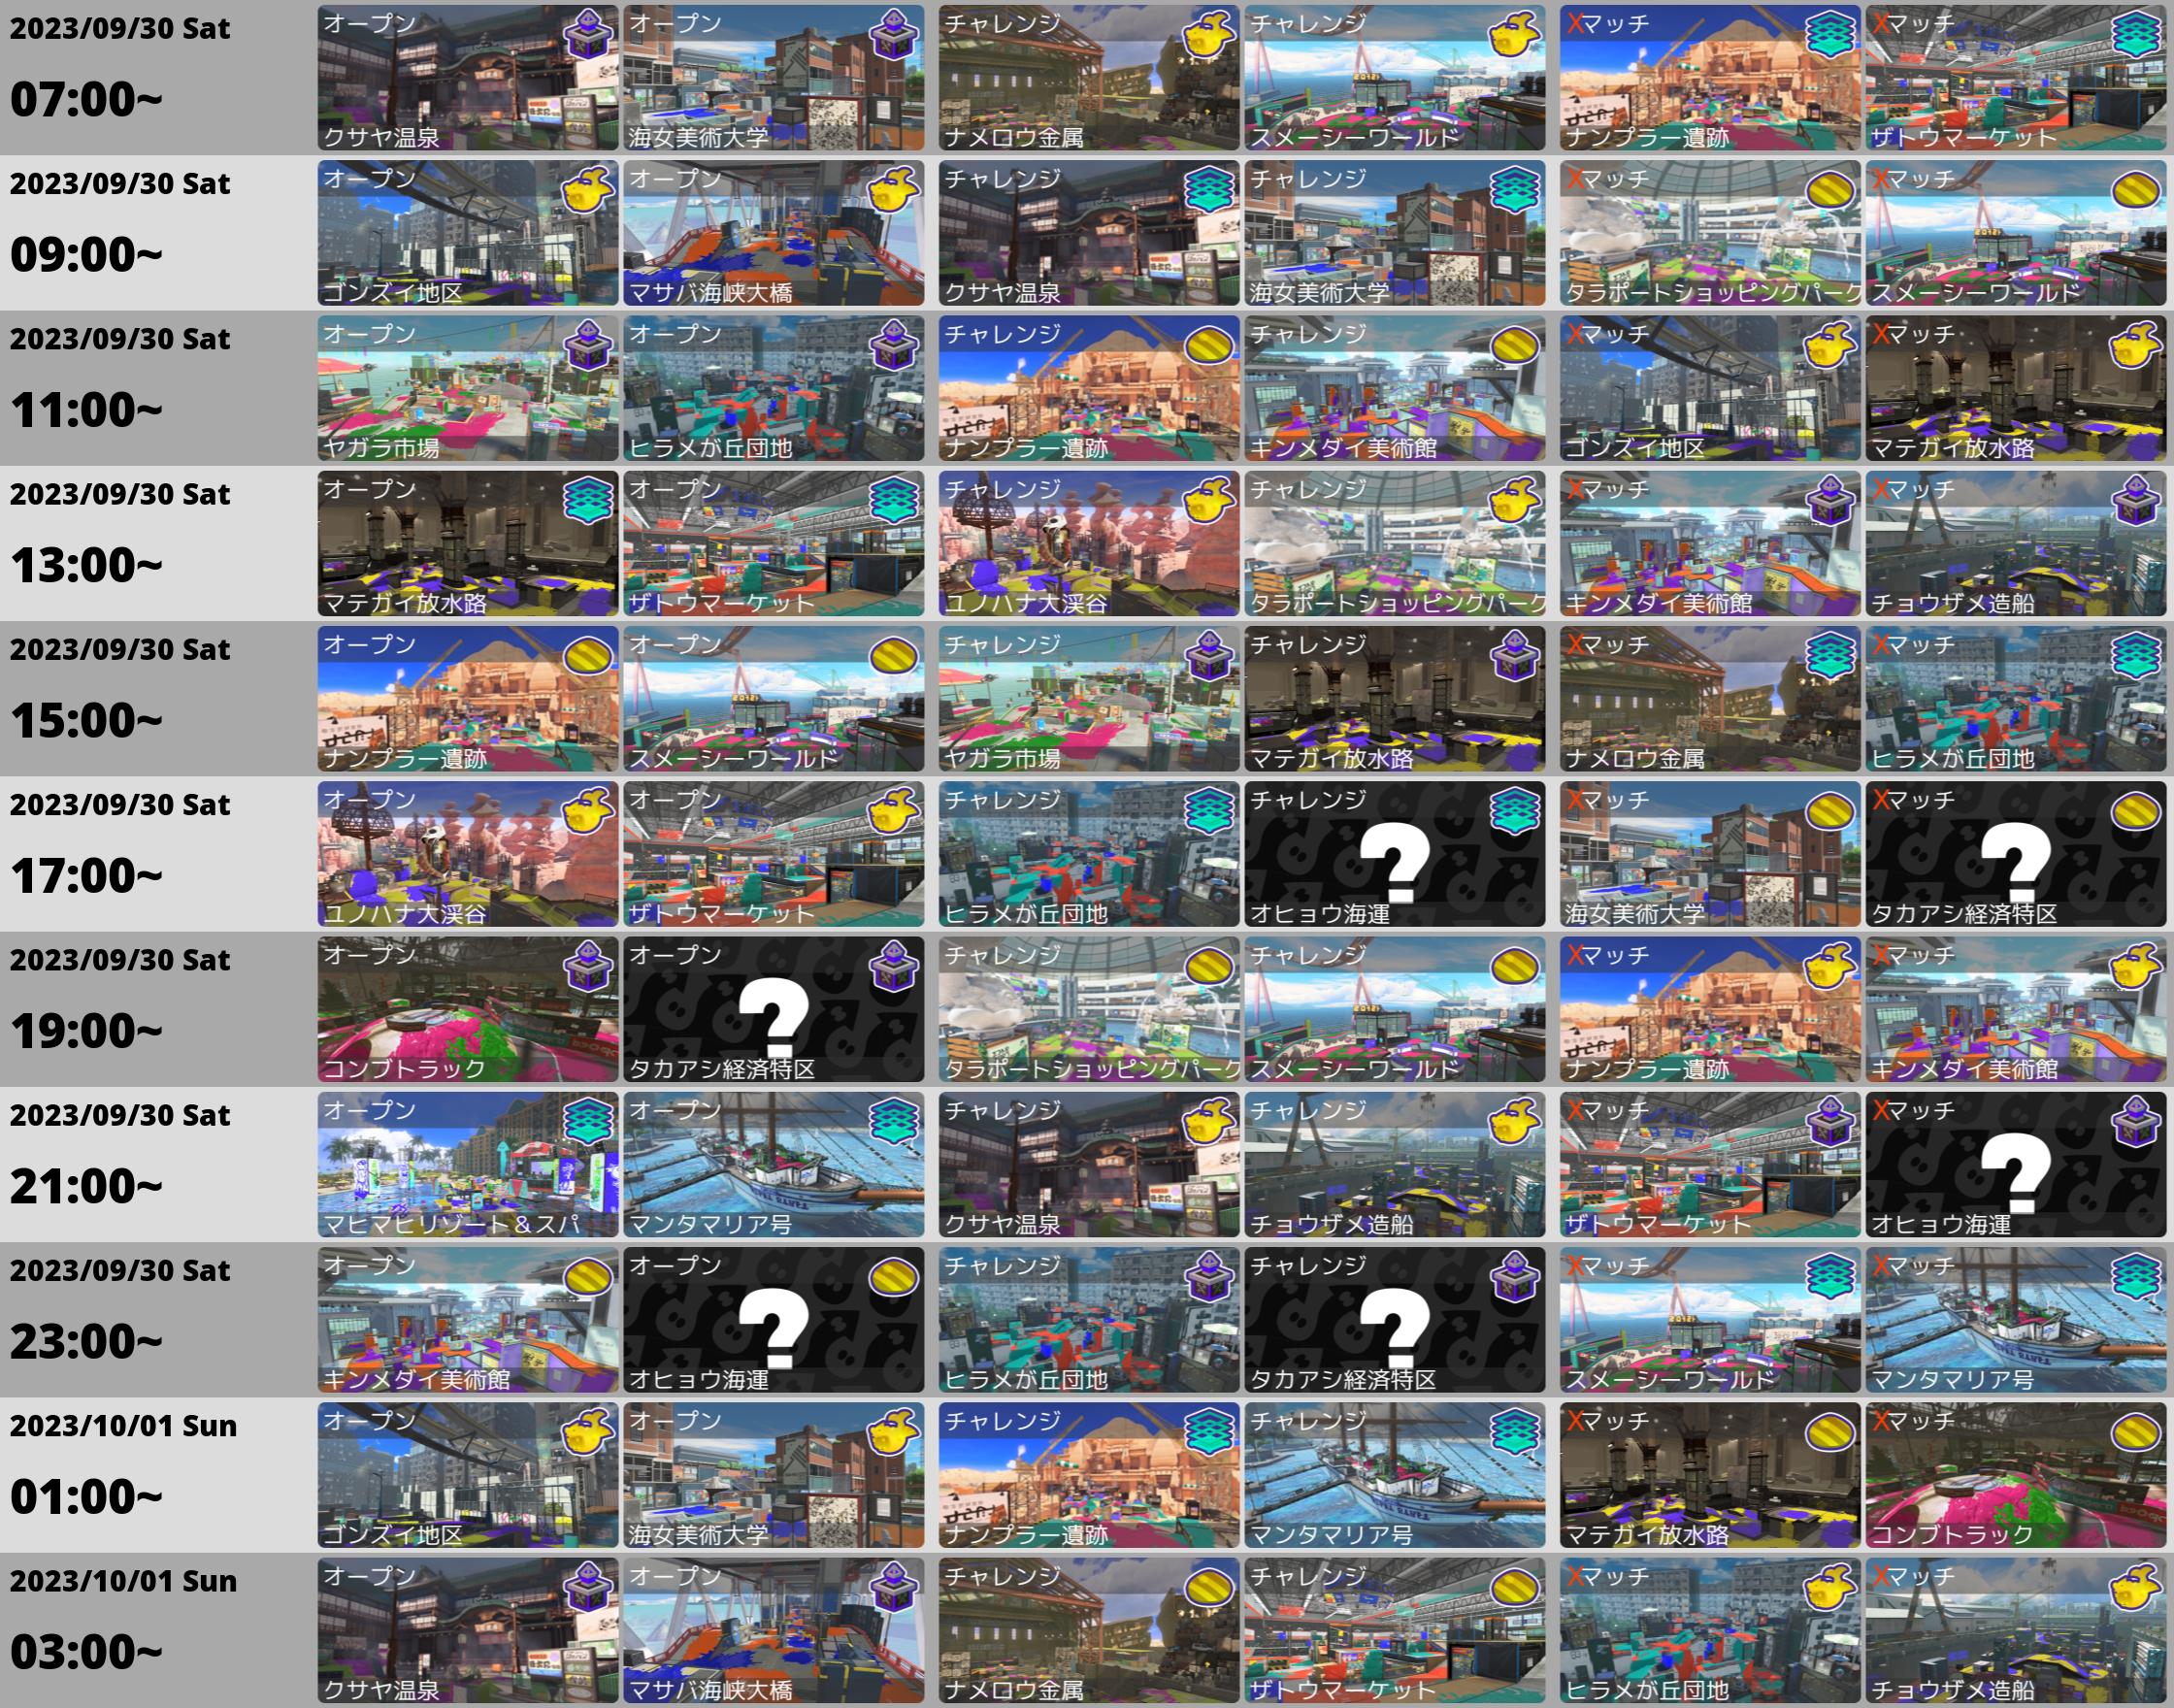 2023/09/30 Sat
07:00~
オープン
クサヤ温泉
オープン
海女美術大学
チャレンジ
ナメロウ金属
チャレンジ
スメーシーワールド
Xマッチ
ナンプラー遺跡
Xマッチ
ザトウマーケット
2023/09/30 Sat
09:00~
オープン
ゴンズイ地区
オープン
マサバ海峡大橋
チャレンジ
クサヤ温泉
チャレンジ
海女美術大学
Xマッチ
タラポートショッピングパーク
Xマッチ
スメーシーワールド
2023/09/30 Sat
11:00~
オープン
ヤガラ市場
オープン
ヒラメが丘団地
チャレンジ
ナンプラー遺跡
チャレンジ
キンメダイ美術館
Xマッチ
ゴンズイ地区
Xマッチ
マテガイ放水路
2023/09/30 Sat
13:00~
オープン
マテガイ放水路
オープン
ザトウマーケット
チャレンジ
ユノハナ大渓谷
チャレンジ
タラポートショッピングパーク
Xマッチ
キンメダイ美術館
Xマッチ
チョウザメ造船
2023/09/30 Sat
15:00~
オープン
ナンプラー遺跡
オープン
スメーシーワールド
チャレンジ
ヤガラ市場
チャレンジ
マテガイ放水路
Xマッチ
ナメロウ金属
Xマッチ
ヒラメが丘団地
2023/09/30 Sat
17:00~
オープン
ユノハナ大渓谷
オープン
ザトウマーケット
チャレンジ
ヒラメが丘団地
チャレンジ
?
オヒョウ海運
Xマッチ
海女美術大学
Xマッチ
?
タカアシ経済特区
2023/09/30 Sat
19:00~
オープン
コンブトラック
オープン
?
タカアシ経済特区
チャレンジ
タラポートショッピングパーク
チャレンジ
スメーシーワールド
Xマッチ
ナンプラー遺跡
Xマッチ
キンメダイ美術館
2023/09/30 Sat
21:00~
オープン
マヒマヒリゾート＆スパ
オープン
マンタマリア号
チャレンジ
クサヤ温泉
チャレンジ
チョウザメ造船
Xマッチ
ザトウマーケット
Xマッチ
?
オヒョウ海運
2023/09/30 Sat
23:00~
オープン
キンメダイ美術館
オープン
?
オヒョウ海運
チャレンジ
ヒラメが丘団地
チャレンジ
?
タカアシ経済特区
Xマッチ
スメーシーワールド
Xマッチ
マンタマリア号
2023/10/01 Sun
01:00~
オープン
ゴンズイ地区
オープン
海女美術大学
チャレンジ
ナンプラー遺跡
チャレンジ
マンタマリア号
Xマッチ
マテガイ放水路
Xマッチ
コンブトラック
2023/10/01 Sun
03:00~
オープン
クサヤ温泉
オープン
マサバ海峡大橋
チャレンジ
ナメロウ金属
チャレンジ
ザトウマーケット
Xマッチ
ヒラメが丘団地
Xマッチ
チョウザメ造船